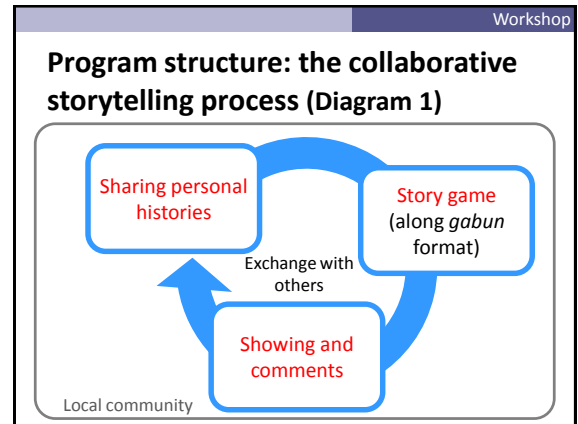 Workshop
Program structure: the collaborative
storytelling process (Diagram 1)
Sharing personal
histories
Story game
(along gabun
format)
Exchange with
others
Showing and
comments
Local community